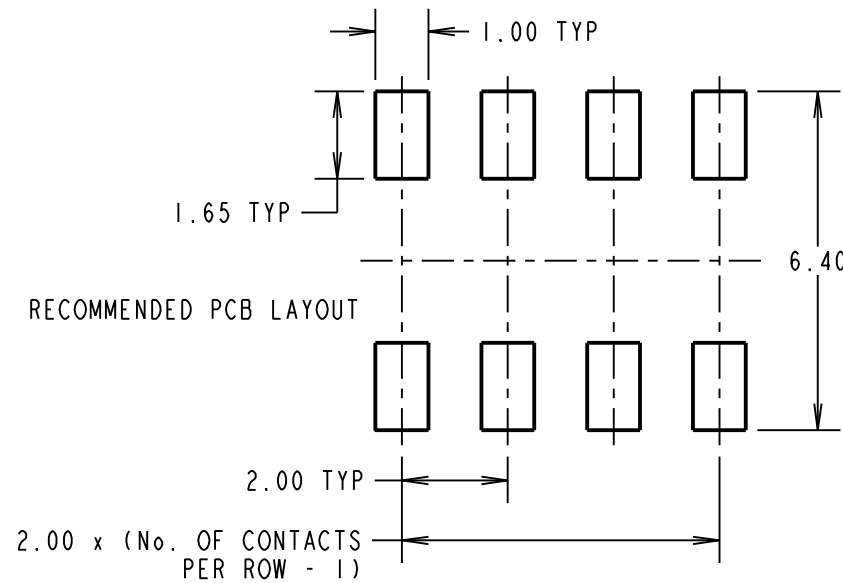 1.00 TYP
1.65 TYP
6.40
RECOMMENDED PCB LAYOUT
2.00 TYP
2.00 x (No. OF CONTACTS
PER ROW - 1)